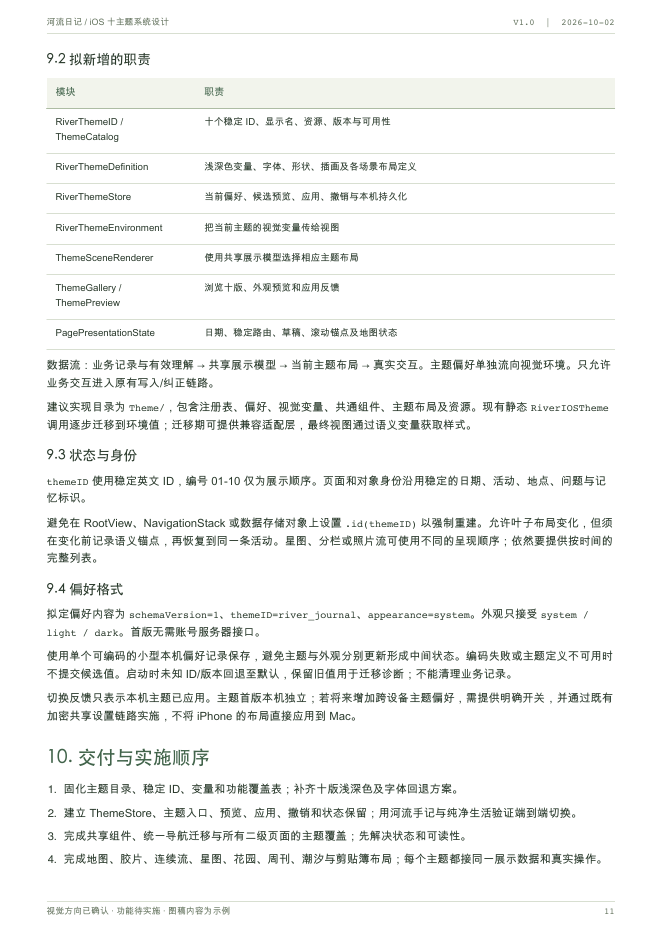 河流日记 / iOS 十主题系统设计
V1.0 | 2026-10-02
9.2 拟新增的职责
模块 职责
RiverThemeID /
ThemeCatalog
十个稳定 ID、显示名、资源、版本与可用性
RiverThemeDefinition 浅深色变量、字体、形状、插画及各场景布局定义
RiverThemeStore 当前偏好、候选预览、应用、撤销与本机持久化
RiverThemeEnvironment 把当前主题的视觉变量传给视图
ThemeSceneRenderer 使用共享展示模型选择相应主题布局
ThemeGallery /
ThemePreview
浏览十版、外观预览和应用反馈
PagePresentationState 日期、稳定路由、草稿、滚动锚点及地图状态
数据流：业务记录与有效理解 → 共享展示模型 → 当前主题布局 → 真实交互。主题偏好单独流向视觉环境。只允许
业务交互进入原有写入/纠正链路。
建议实现目录为 Theme/，包含注册表、偏好、视觉变量、共通组件、主题布局及资源。现有静态 RiverIOSTheme
调用逐步迁移到环境值；迁移期可提供兼容适配层，最终视图通过语义变量获取样式。
9.3 状态与身份
themeID 使用稳定英文 ID，编号 01-10 仅为展示顺序。页面和对象身份沿用稳定的日期、活动、地点、问题与记
忆标识。
避免在 RootView、NavigationStack 或数据存储对象上设置 .id(themeID) 以强制重建。允许叶子布局变化，但须
在变化前记录语义锚点，再恢复到同一条活动。星图、分栏或照片流可使用不同的呈现顺序；依然要提供按时间的
完整列表。
9.4 偏好格式
拟定偏好内容为 schemaVersion=1、themeID=river_journal、appearance=system。外观只接受 system /
light / dark。首版无需账号服务器接口。
使用单个可编码的小型本机偏好记录保存，避免主题与外观分别更新形成中间状态。编码失败或主题定义不可用时
不提交候选值。启动时未知 ID/版本回退至默认，保留旧值用于迁移诊断；不能清理业务记录。
切换反馈只表示本机主题已应用。主题首版本机独立；若将来增加跨设备主题偏好，需提供明确开关，并通过既有
加密共享设置链路实施，不将 iPhone 的布局直接应用到 Mac。
10. 交付与实施顺序
1. 固化主题目录、稳定 ID、变量和功能覆盖表；补齐十版浅深色及字体回退方案。
2. 建立 ThemeStore、主题入口、预览、应用、撤销和状态保留；用河流手记与纯净生活验证端到端切换。
3. 完成共享组件、统一导航迁移与所有二级页面的主题覆盖；先解决状态和可读性。
4. 完成地图、胶片、连续流、星图、花园、周刊、潮汐与剪贴簿布局；每个主题都接同一展示数据和真实操作。
视觉方向已确认 · 功能待实施 · 图稿内容为示例
11